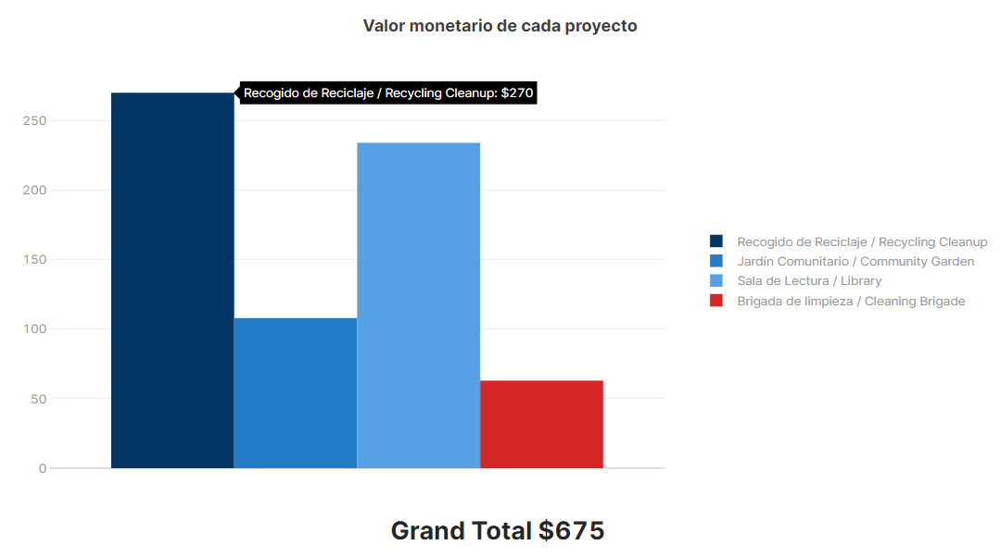 Valor monetario de cada proyecto
Recogido de Reciclaje / Recycling Cleanup: $270
250
200
150
100
50
0
Recogido de Reciclaje / Recycling Cleanup
Jardín Comunitario / Community Garden
Sala de Lectura / Library
Brigada de limpieza / Cleaning Brigade
Grand Total $675